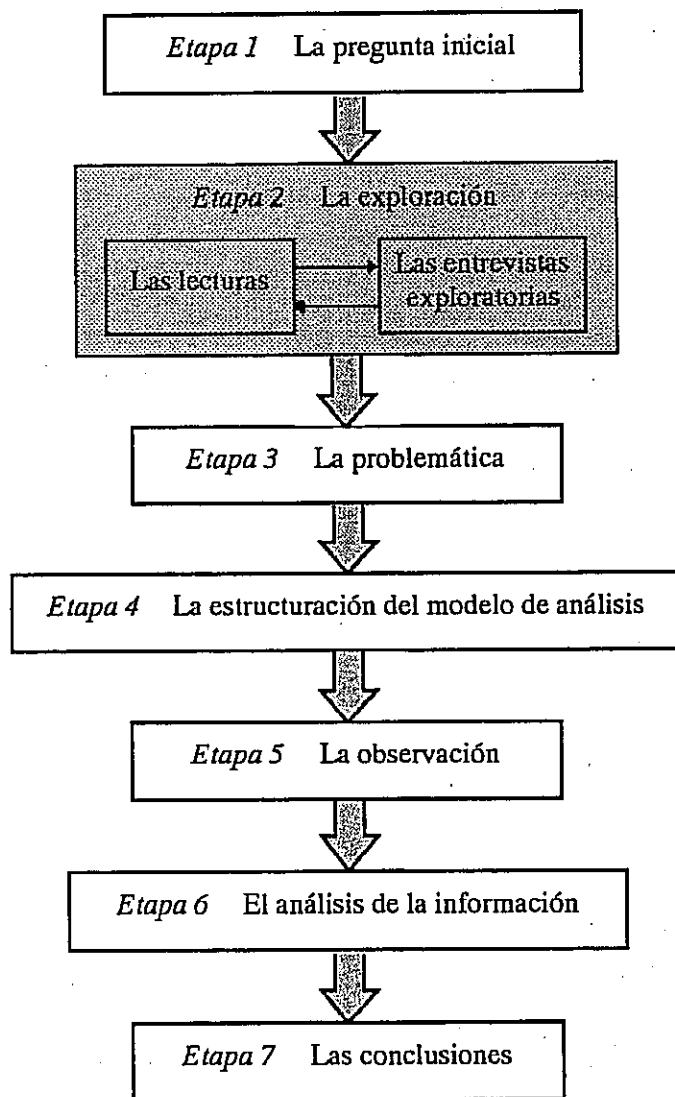 Etapa 1 La pregunta inicial
Etapa 2 La exploración
Las lecturas
Las entrevistas
exploratorias
Etapa 3 La problemática
Etapa 4 La estructuración del modelo de análisis
Etapa 5 La observación
Etapa 6 El análisis de la información
Etapa 7 Las conclusiones